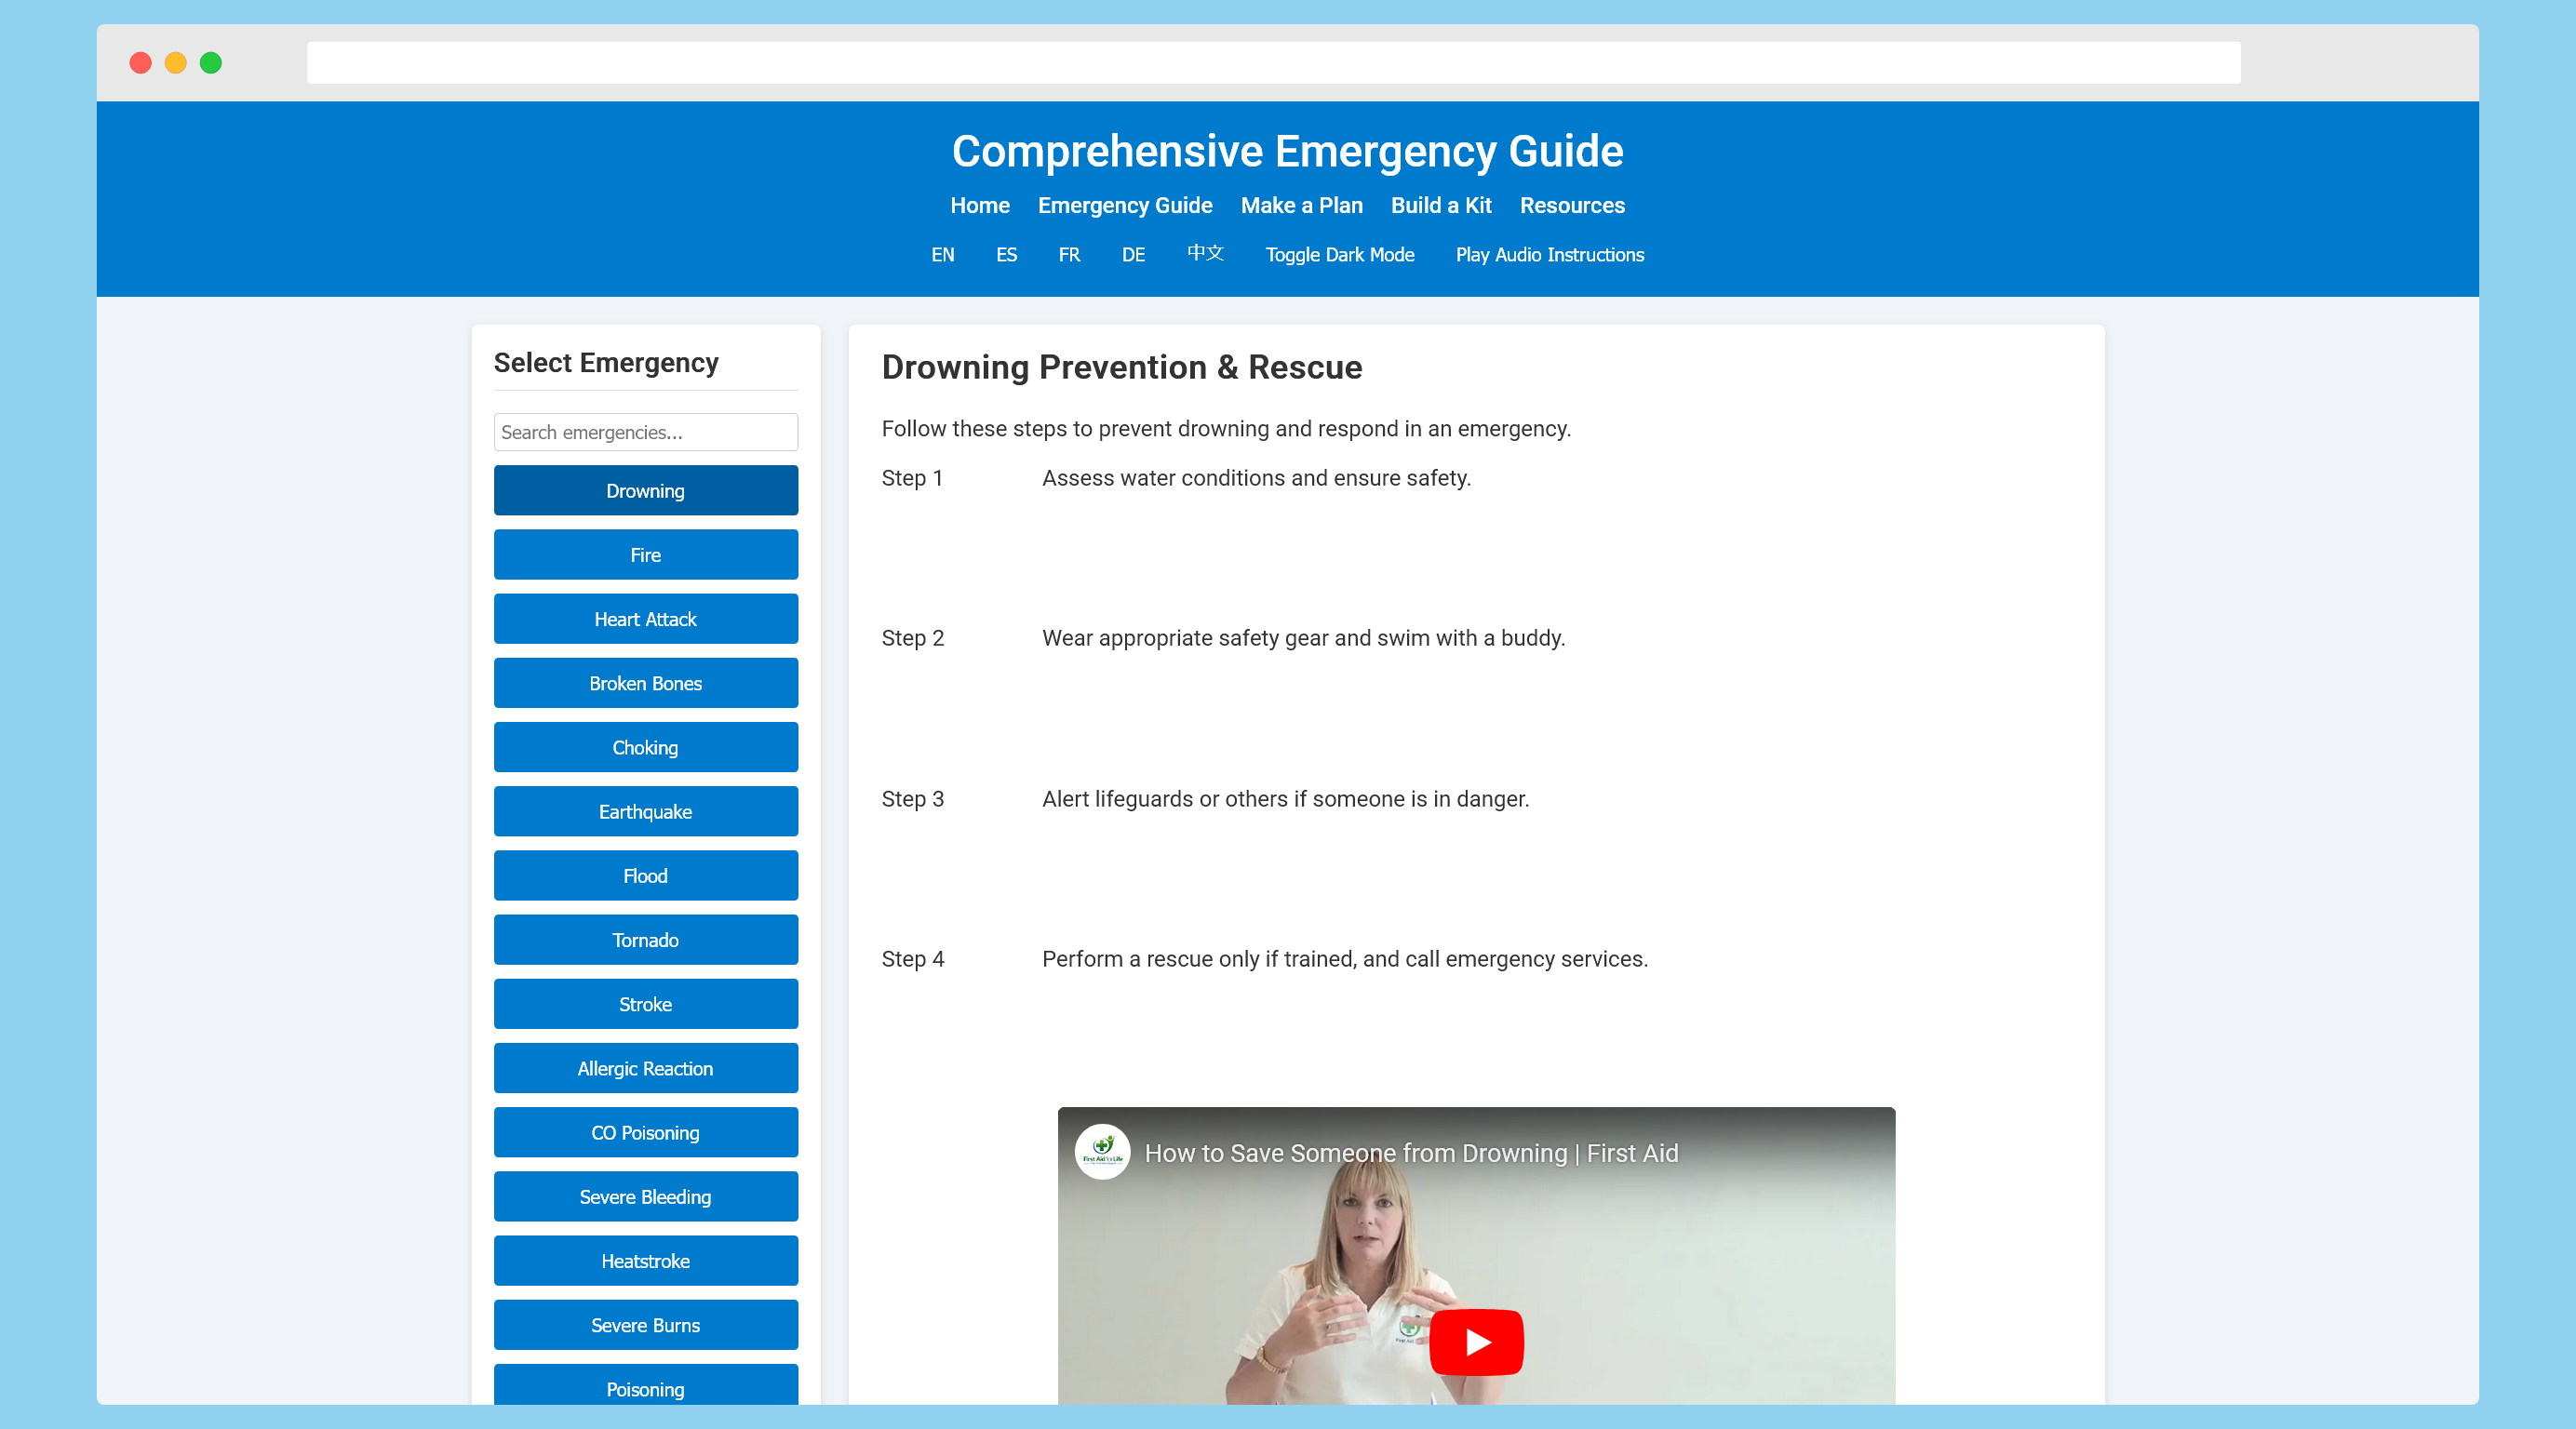 Comprehensive Emergency Guide
Home Emergency Guide Make a Plan Build a Kit Resources
EN ES FR DE 中文 Toggle Dark Mode Play Audio Instructions
Select Emergency
Search emergencies...
Drowning
Fire
Heart Attack
Broken Bones
Choking
Earthquake
Flood
Tornado
Stroke
Allergic Reaction
CO Poisoning
Severe Bleeding
Heatstroke
Severe Burns
Poisoning
Drowning Prevention & Rescue
Follow these steps to prevent drowning and respond in an emergency.
Step 1 Assess water conditions and ensure safety.
Step 2 Wear appropriate safety gear and swim with a buddy.
Step 3 Alert lifeguards or others if someone is in danger.
Step 4 Perform a rescue only if trained, and call emergency services.
First Aid for Life
How to Save Someone from Drowning | First Aid